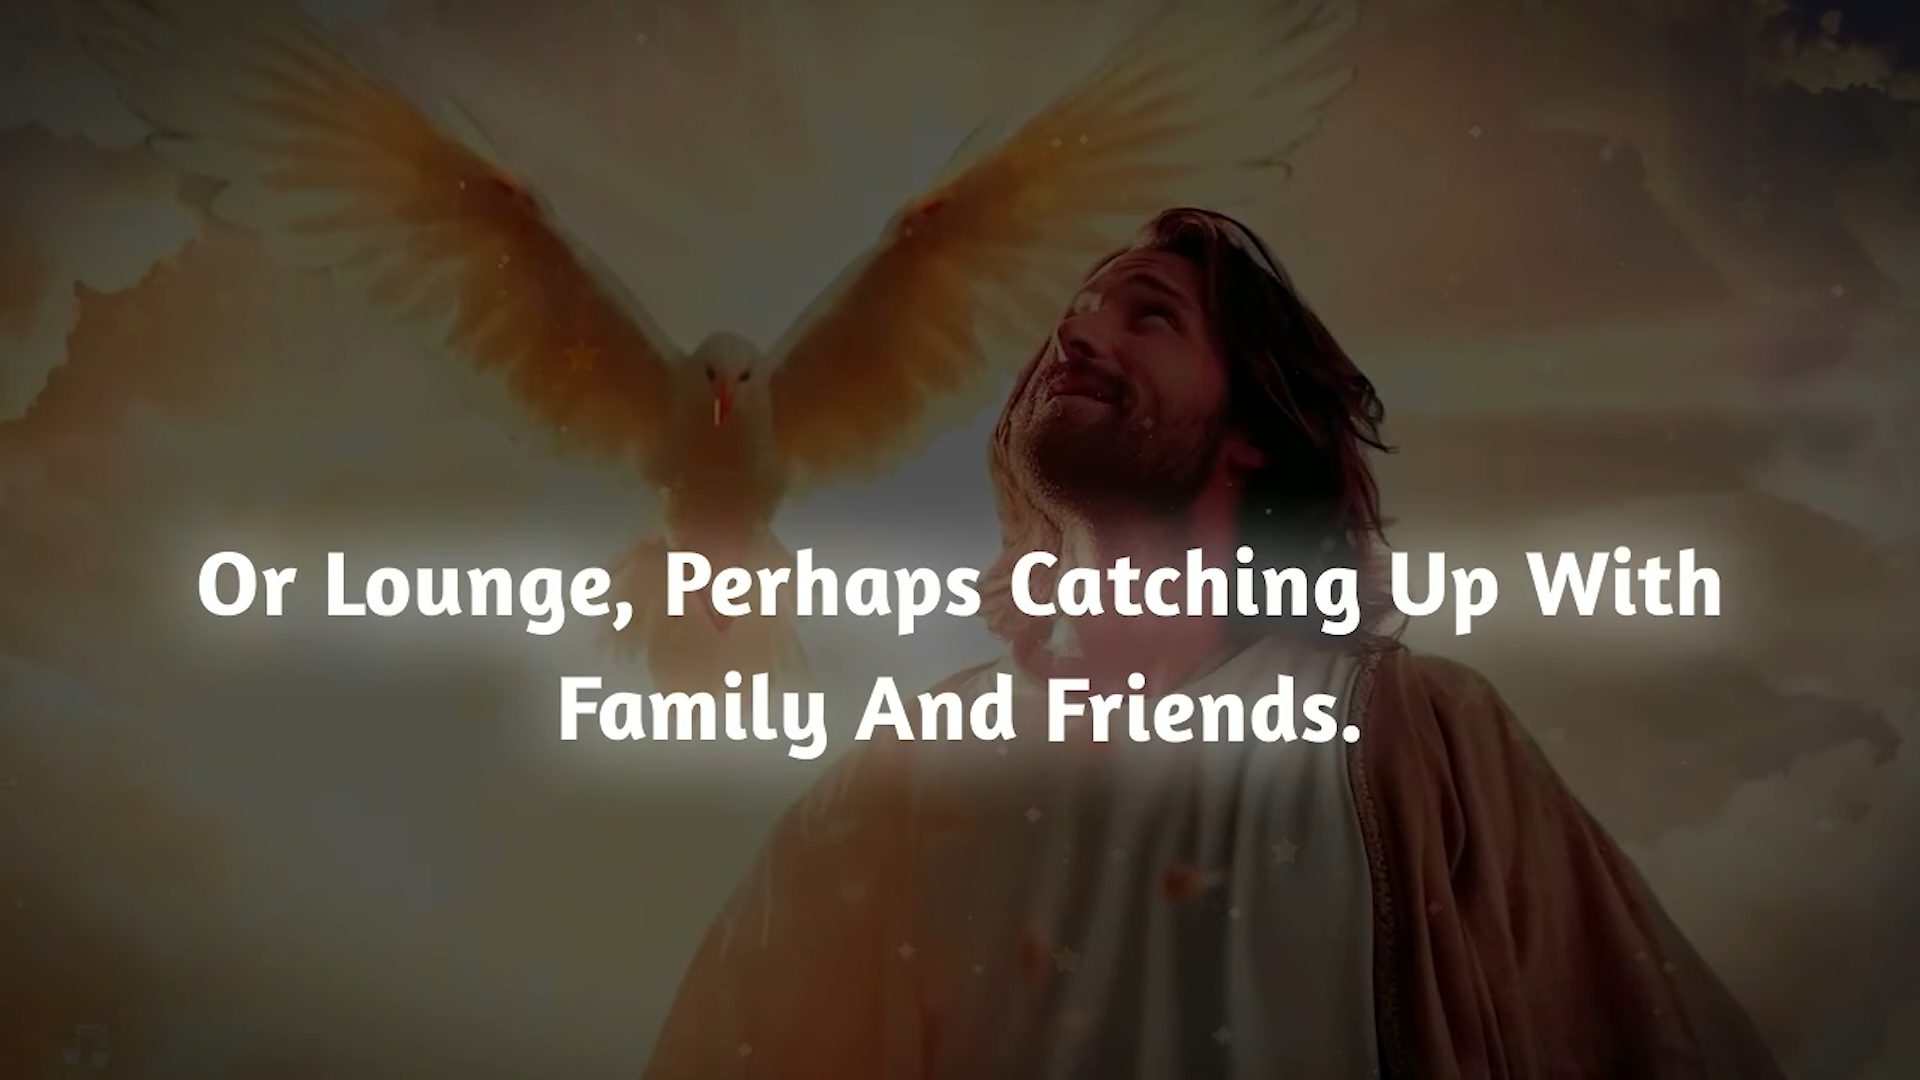 Or Lounge, Perhaps Catching Up With
Family And Friends.